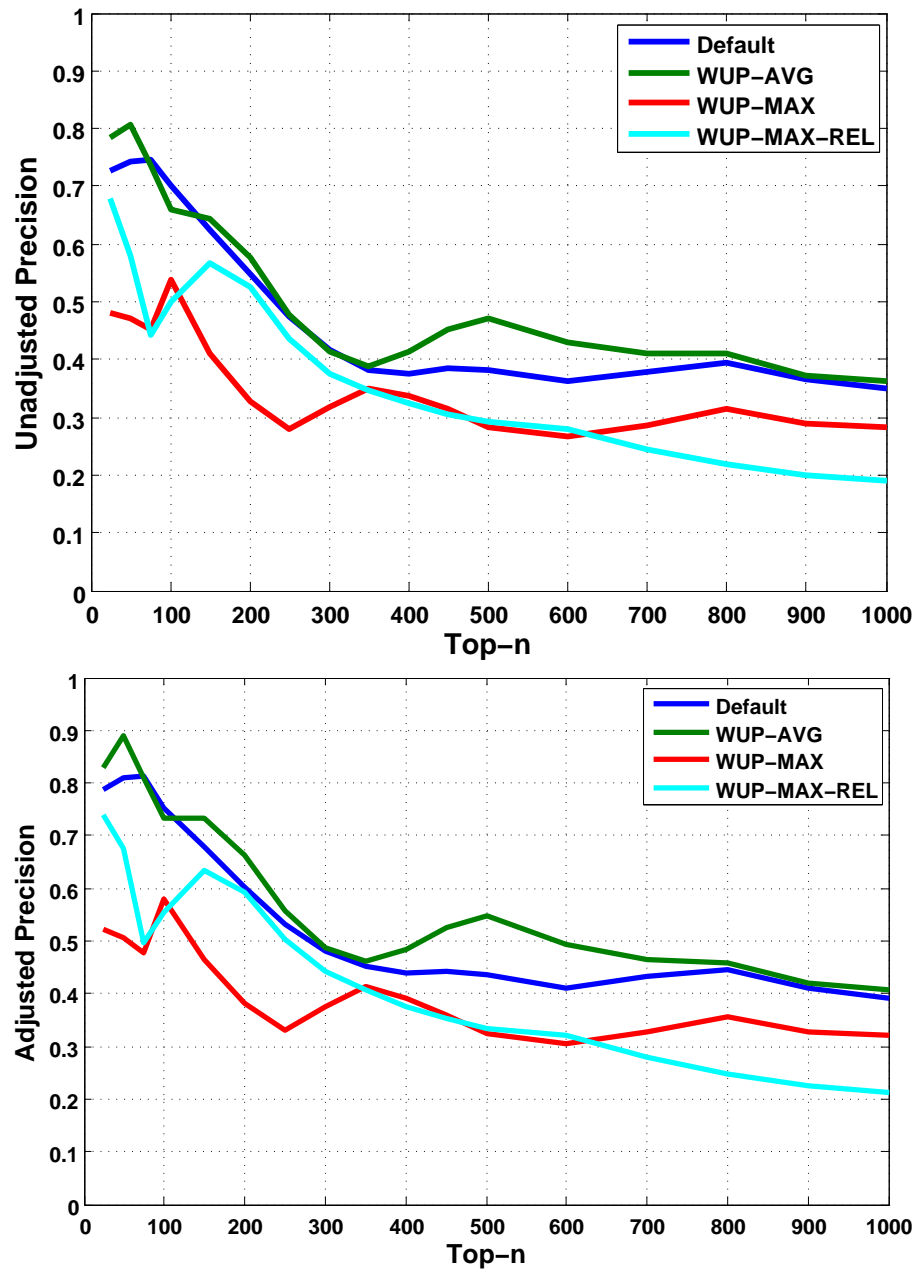 1
0.9
0.8
0.7
0.6
0.5
0.4
0.3
0.2
0.1
0
Unadjusted Precision
Default
WUP-AVG
WUP-MAX
WUP-MAX-REL
0 100 200 300 400 500 600 700 800 900 1000
Top-n
1
0.9
0.8
0.7
0.6
0.5
0.4
0.3
0.2
0.1
0
Adjusted Precision
Default
WUP-AVG
WUP-MAX
WUP-MAX-REL
0 100 200 300 400 500 600 700 800 900 1000
Top-n